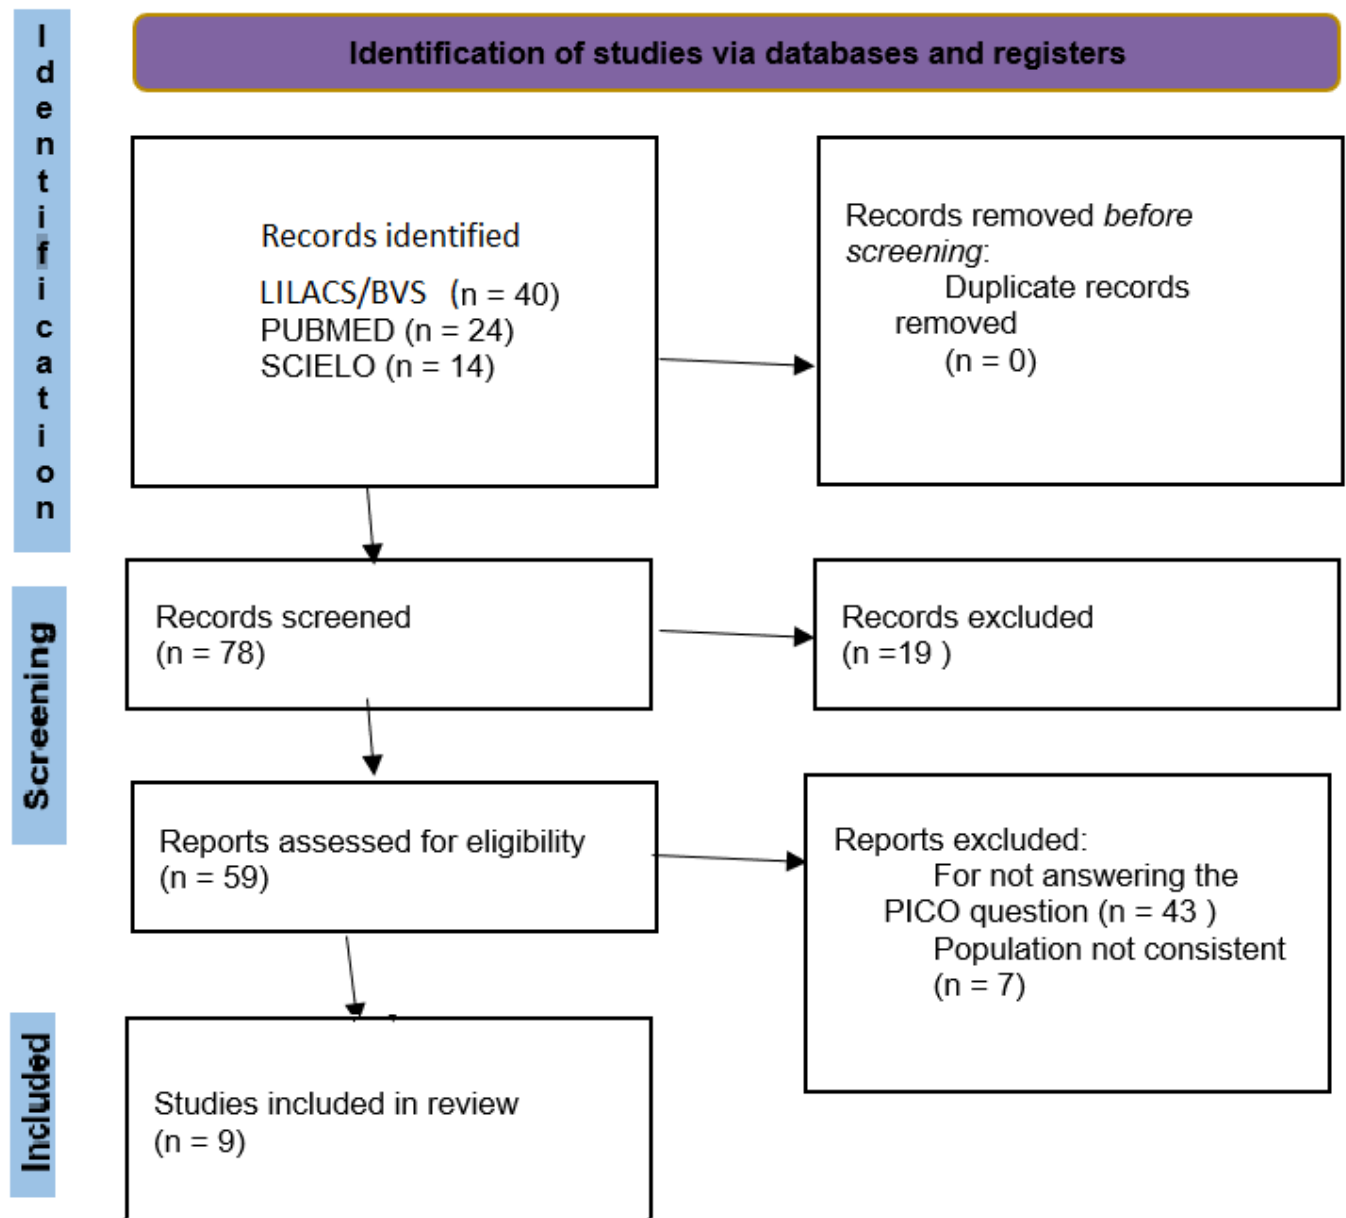 Identification
Identification of studies via databases and registers
Records identified
LILACS/BVS (n = 40)
PUBMED (n = 24)
SCIELO (n = 14)
Records removed before
screening:
Duplicate records
removed
(n = 0)
Screening
Records screened
(n = 78)
Records excluded
(n =19 )
Reports assessed for eligibility
(n = 59)
Reports excluded:
For not answering the
PICO question (n = 43 )
Population not consistent
(n = 7)
Included
Studies included in review
(n = 9)